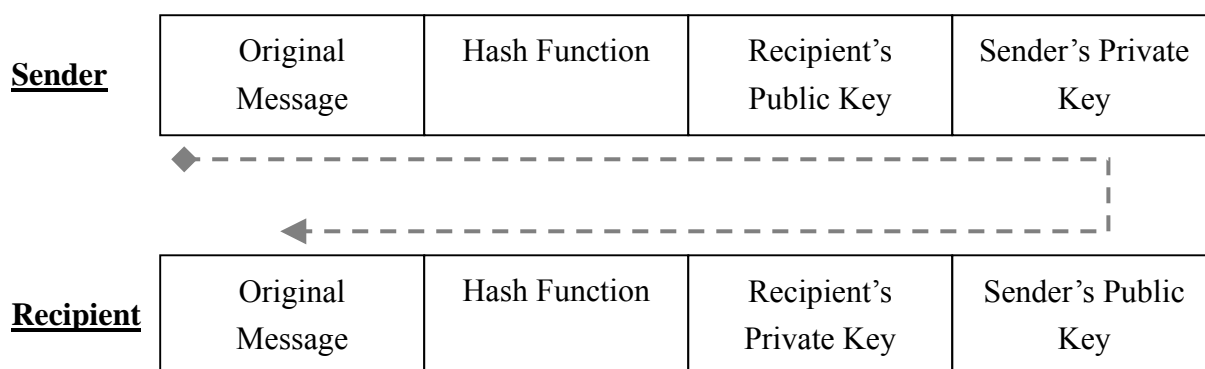 Sender
Original
Message
Hash Function
Recipient’s
Public Key
Sender’s Private
Key
Recipient
Original
Message
Hash Function
Recipient’s
Private Key
Sender’s Public
Key